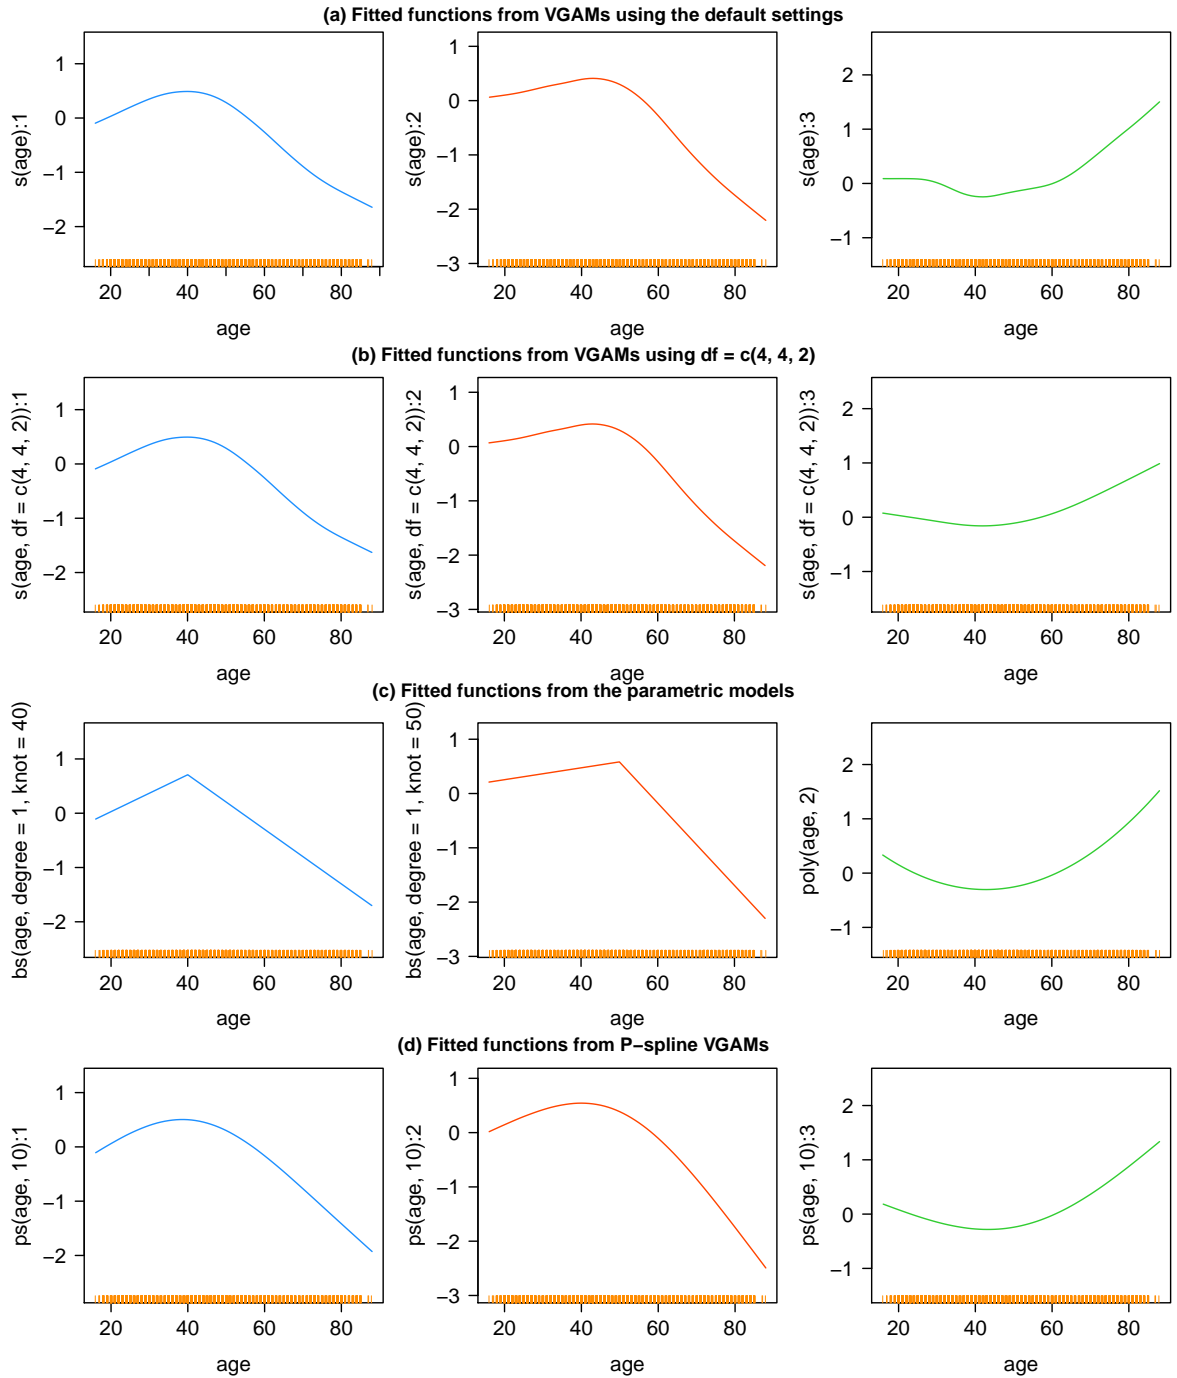 (a) Fitted functions from VGAMs using the default settings
s(age):1
1
0
−1
−2
20 40 60 80
age
s(age):2
1
0
−1
−2
−3
20 40 60 80
age
s(age):3
2
1
0
−1
20 40 60 80
age
(b) Fitted functions from VGAMs using df = c(4, 4, 2)
s(age, df = c(4, 4, 2)):1
1
0
−1
−2
20 40 60 80
age
s(age, df = c(4, 4, 2)):2
1
0
−1
−2
−3
20 40 60 80
age
s(age, df = c(4, 4, 2)):3
2
1
0
−1
20 40 60 80
age
(c) Fitted functions from the parametric models
bs(age, degree = 1, knot = 40)
1
0
−1
−2
20 40 60 80
age
bs(age, degree = 1, knot = 50)
1
0
−1
−2
−3
20 40 60 80
age
poly(age, 2)
2
1
0
−1
20 40 60 80
age
(d) Fitted functions from P−spline VGAMs
ps(age, 10):1
1
0
−1
−2
20 40 60 80
age
ps(age, 10):2
1
0
−1
−2
−3
20 40 60 80
age
ps(age, 10):3
2
1
0
−1
20 40 60 80
age